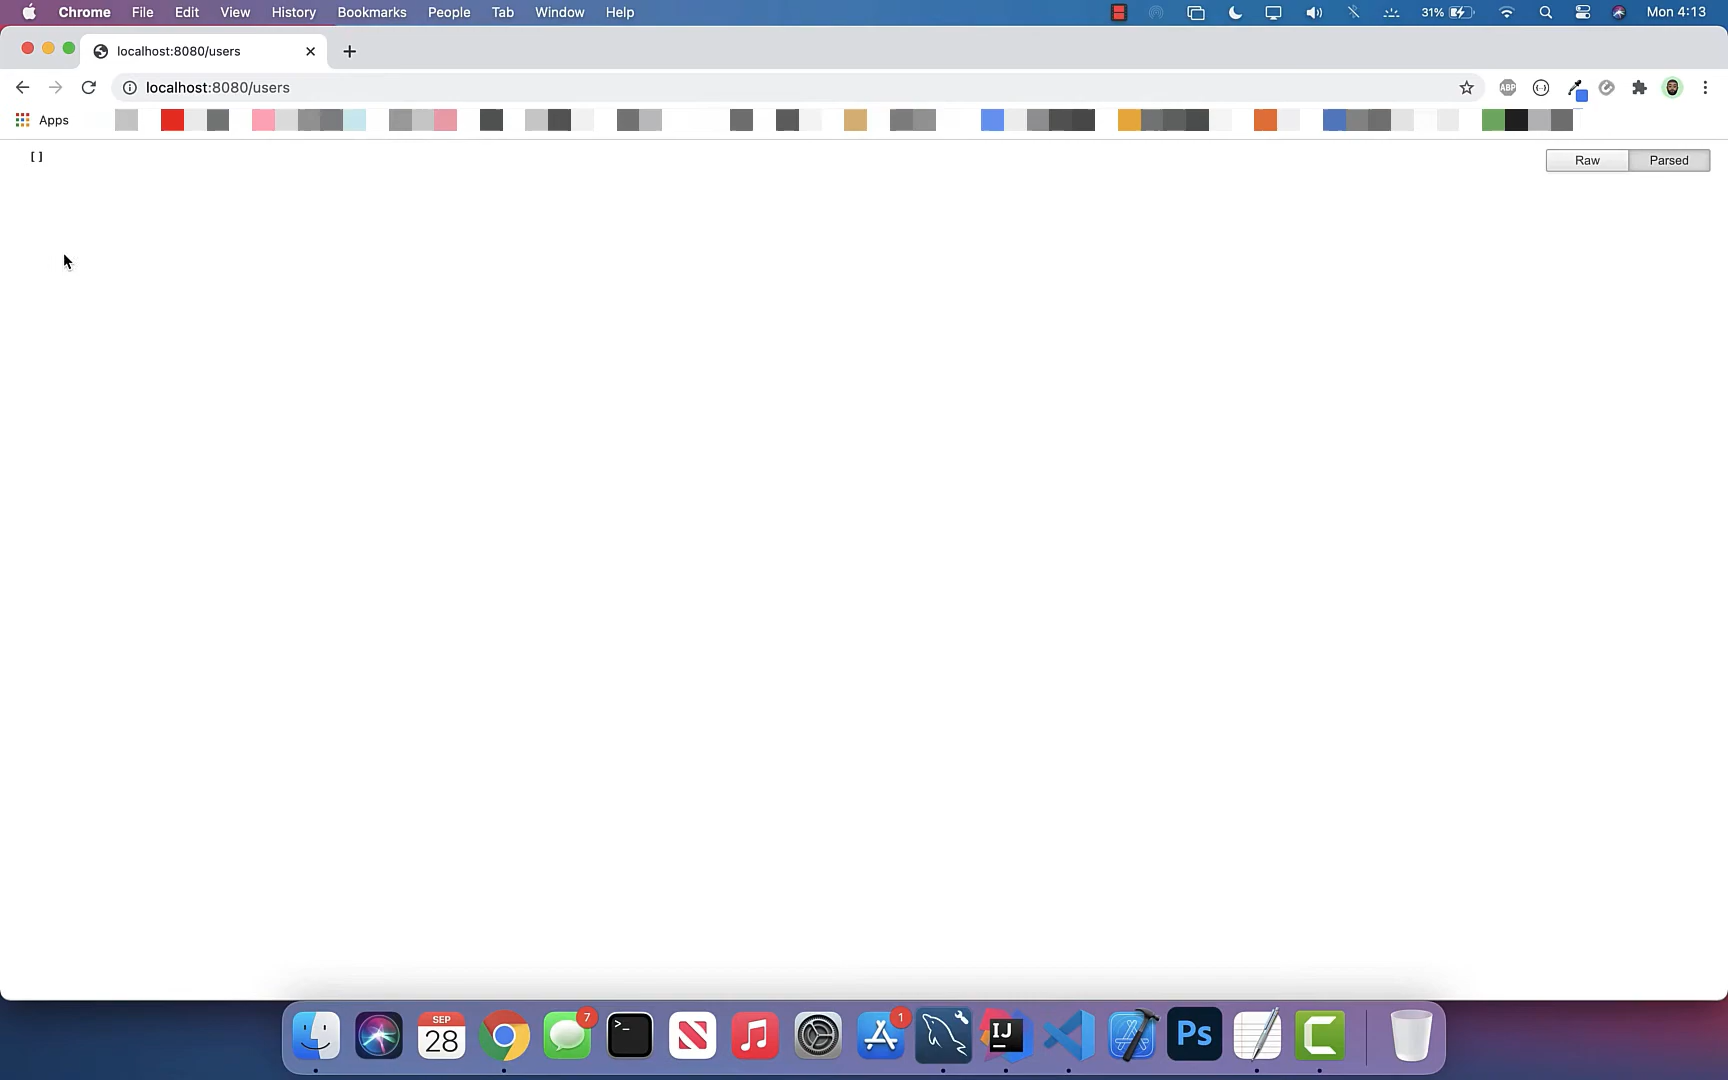 Chrome File Edit View History Bookmarks People Tab Window Help 31% Mon 4:13
localhost:8080/users
localhost:8080/users
ABP
Apps
[ ]
Raw Parsed
7
1
SEP
28
>_
IJ
Ps